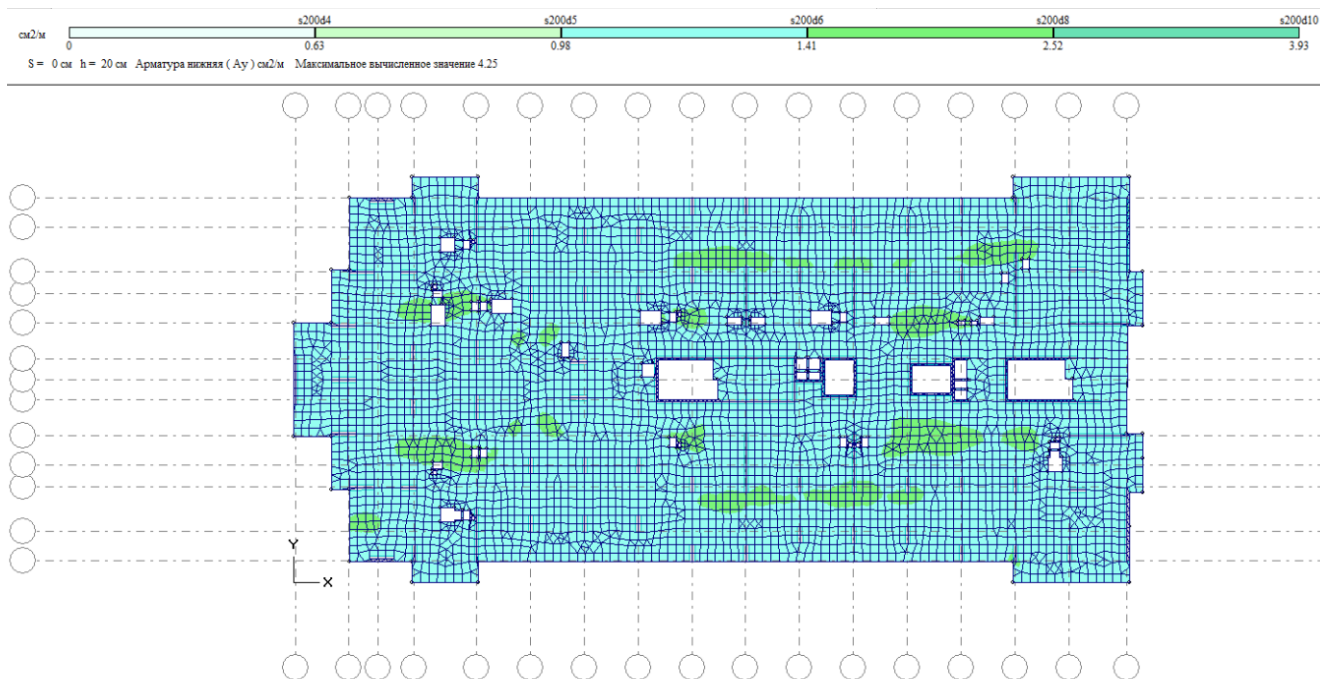 s200d4 s200d5 s200d6 s200d8 s200d10
см2/м
0 0.63 0.98 1.41 2.52 3.93
S = 0 см h = 20 см Арматура нижняя ( Ay ) см2/м Максимальное вычисленное значение 4.25
Y
X